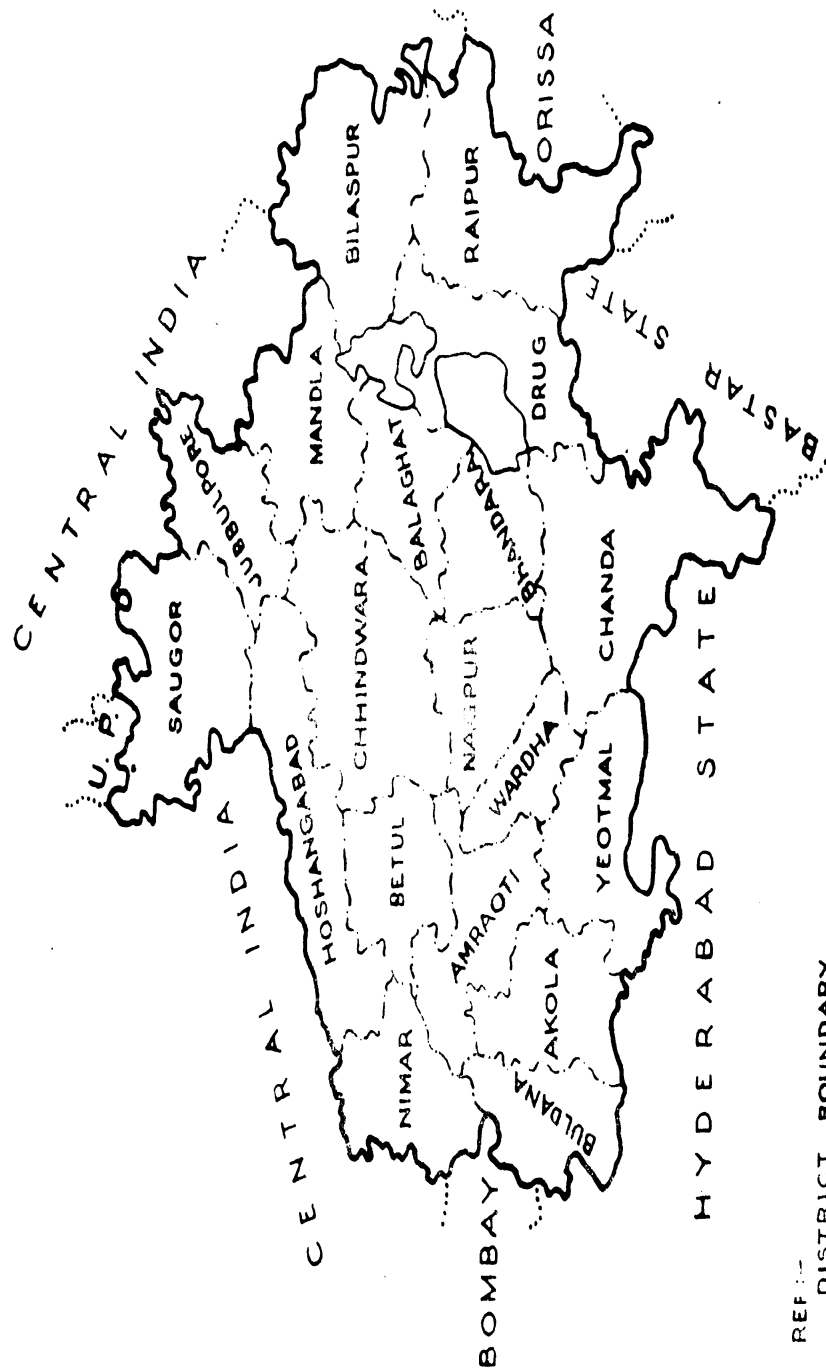 CENTRAL INDIA
U. P.
SAUGOR
JUBBULPORE
CENTRAL INDIA
HOSHANGABAD
MANDLA
BILASPUR
NIMAR
BETUL
CHHINDWARA
BALAGHAT
RAIPUR
ORISSA
BOMBAY
AMRAOTI
NAGPUR
BHANDARA
DRUG
BULDANA
AKOLA
WARDHA
YEOTMAL
CHANDA
BASTAR STATE
HYDERABAD STATE
REF:-
DISTRICT BOUNDARY